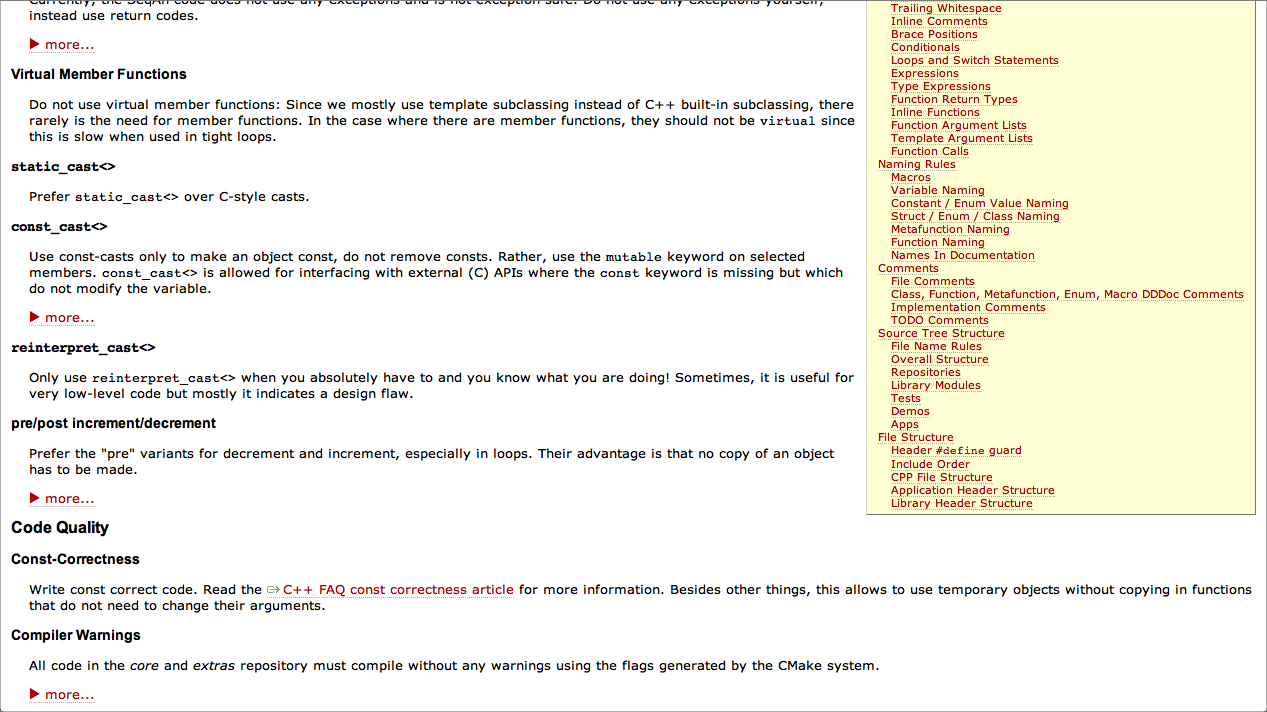 Currently, the SeqAn code does not use any exceptions and is not exception safe. Do not use any exceptions yourself,
instead use return codes.
▶ more...
Virtual Member Functions
Do not use virtual member functions: Since we mostly use template subclassing instead of C++ built-in subclassing, there
rarely is the need for member functions. In the case where there are member functions, they should not be virtual since
this is slow when used in tight loops.
static_cast<>
Prefer static_cast<> over C-style casts.
const_cast<>
Use const-casts only to make an object const, do not remove consts. Rather, use the mutable keyword on selected
members. const_cast<> is allowed for interfacing with external (C) APIs where the const keyword is missing but which
do not modify the variable.
▶ more...
reinterpret_cast<>
Only use reinterpret_cast<> when you absolutely have to and you know what you are doing! Sometimes, it is useful for
very low-level code but mostly it indicates a design flaw.
pre/post increment/decrement
Prefer the "pre" variants for decrement and increment, especially in loops. Their advantage is that no copy of an object
has to be made.
▶ more...
Code Quality
Const-Correctness
Write const correct code. Read the C++ FAQ const correctness article for more information. Besides other things, this allows to use temporary objects without copying in functions
that do not need to change their arguments.
Compiler Warnings
All code in the core and extras repository must compile without any warnings using the flags generated by the CMake system.
▶ more...
Trailing Whitespace
Inline Comments
Brace Positions
Conditionals
Loops and Switch Statements
Expressions
Type Expressions
Function Return Types
Inline Functions
Function Argument Lists
Template Argument Lists
Function Calls
Naming Rules
Macros
Variable Naming
Constant / Enum Value Naming
Struct / Enum / Class Naming
Metafunction Naming
Function Naming
Names In Documentation
Comments
File Comments
Class, Function, Metafunction, Enum, Macro DDDoc Comments
Implementation Comments
TODO Comments
Source Tree Structure
File Name Rules
Overall Structure
Repositories
Library Modules
Tests
Demos
Apps
File Structure
Header #define guard
Include Order
CPP File Structure
Application Header Structure
Library Header Structure